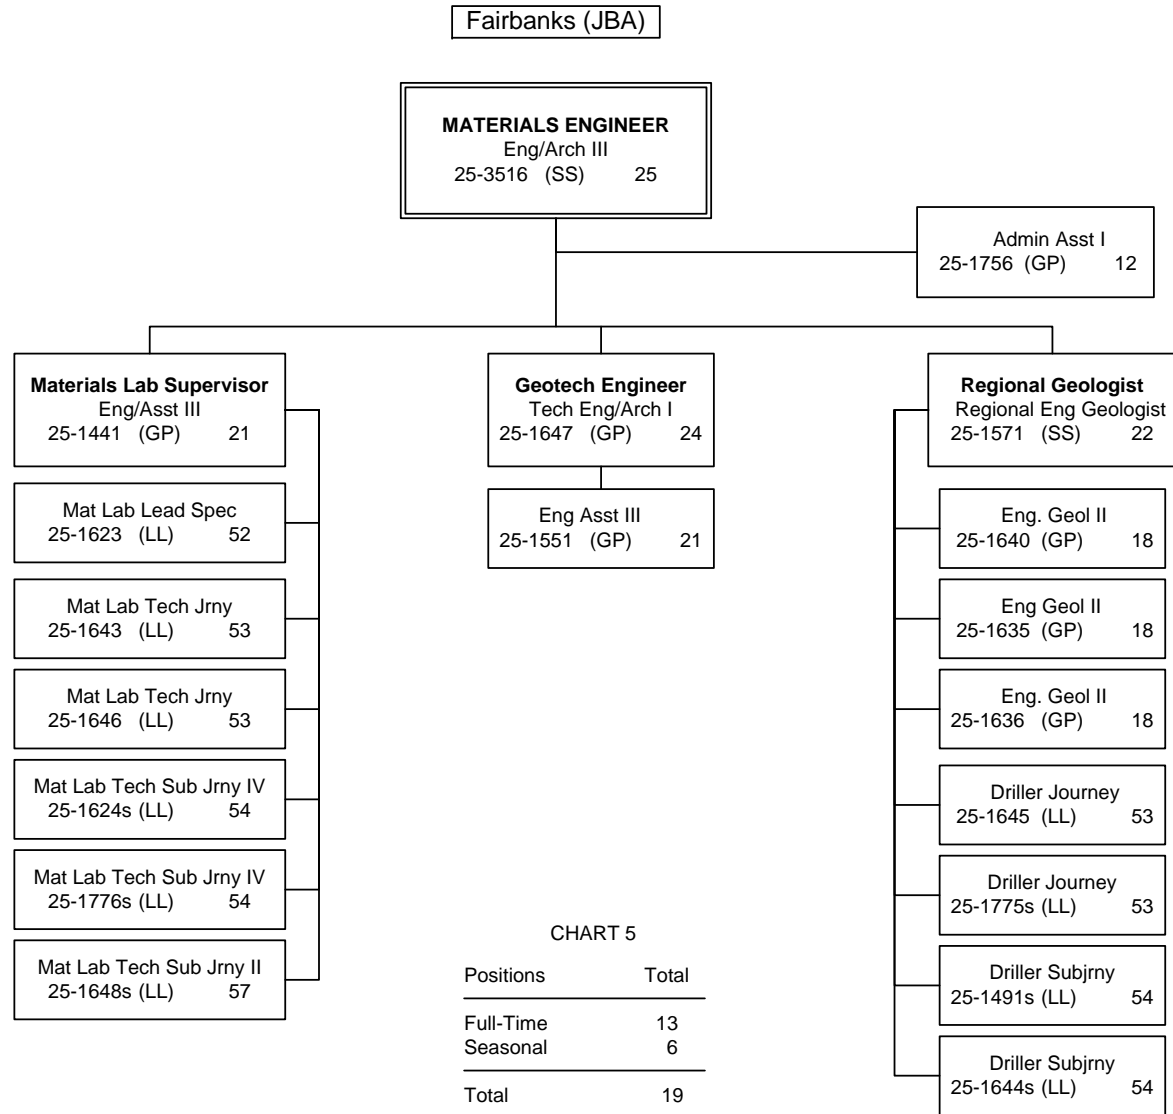 Fairbanks (JBA)
MATERIALS ENGINEER
Eng/Arch III
25-3516 (SS) 25
Admin Asst I
25-1756 (GP) 12
Materials Lab Supervisor
Eng/Asst III
25-1441 (GP) 21
Mat Lab Lead Spec
25-1623 (LL) 52
Mat Lab Tech Jrny
25-1643 (LL) 53
Mat Lab Tech Jrny
25-1646 (LL) 53
Mat Lab Tech Sub Jrny IV
25-1624s (LL) 54
Mat Lab Tech Sub Jrny IV
25-1776s (LL) 54
Mat Lab Tech Sub Jrny II
25-1648s (LL) 57
Geotech Engineer
Tech Eng/Arch I
25-1647 (GP) 24
Eng Asst III
25-1551 (GP) 21
Regional Geologist
Regional Eng Geologist
25-1571 (SS) 22
Eng. Geol II
25-1640 (GP) 18
Eng Geol II
25-1635 (GP) 18
Eng. Geol II
25-1636 (GP) 18
Driller Journey
25-1645 (LL) 53
Driller Journey
25-1775s (LL) 53
Driller Subjrny
25-1491s (LL) 54
Driller Subjrny
25-1644s (LL) 54
CHART 5
Positions Total
Full-Time 13
Seasonal 6
Total 19